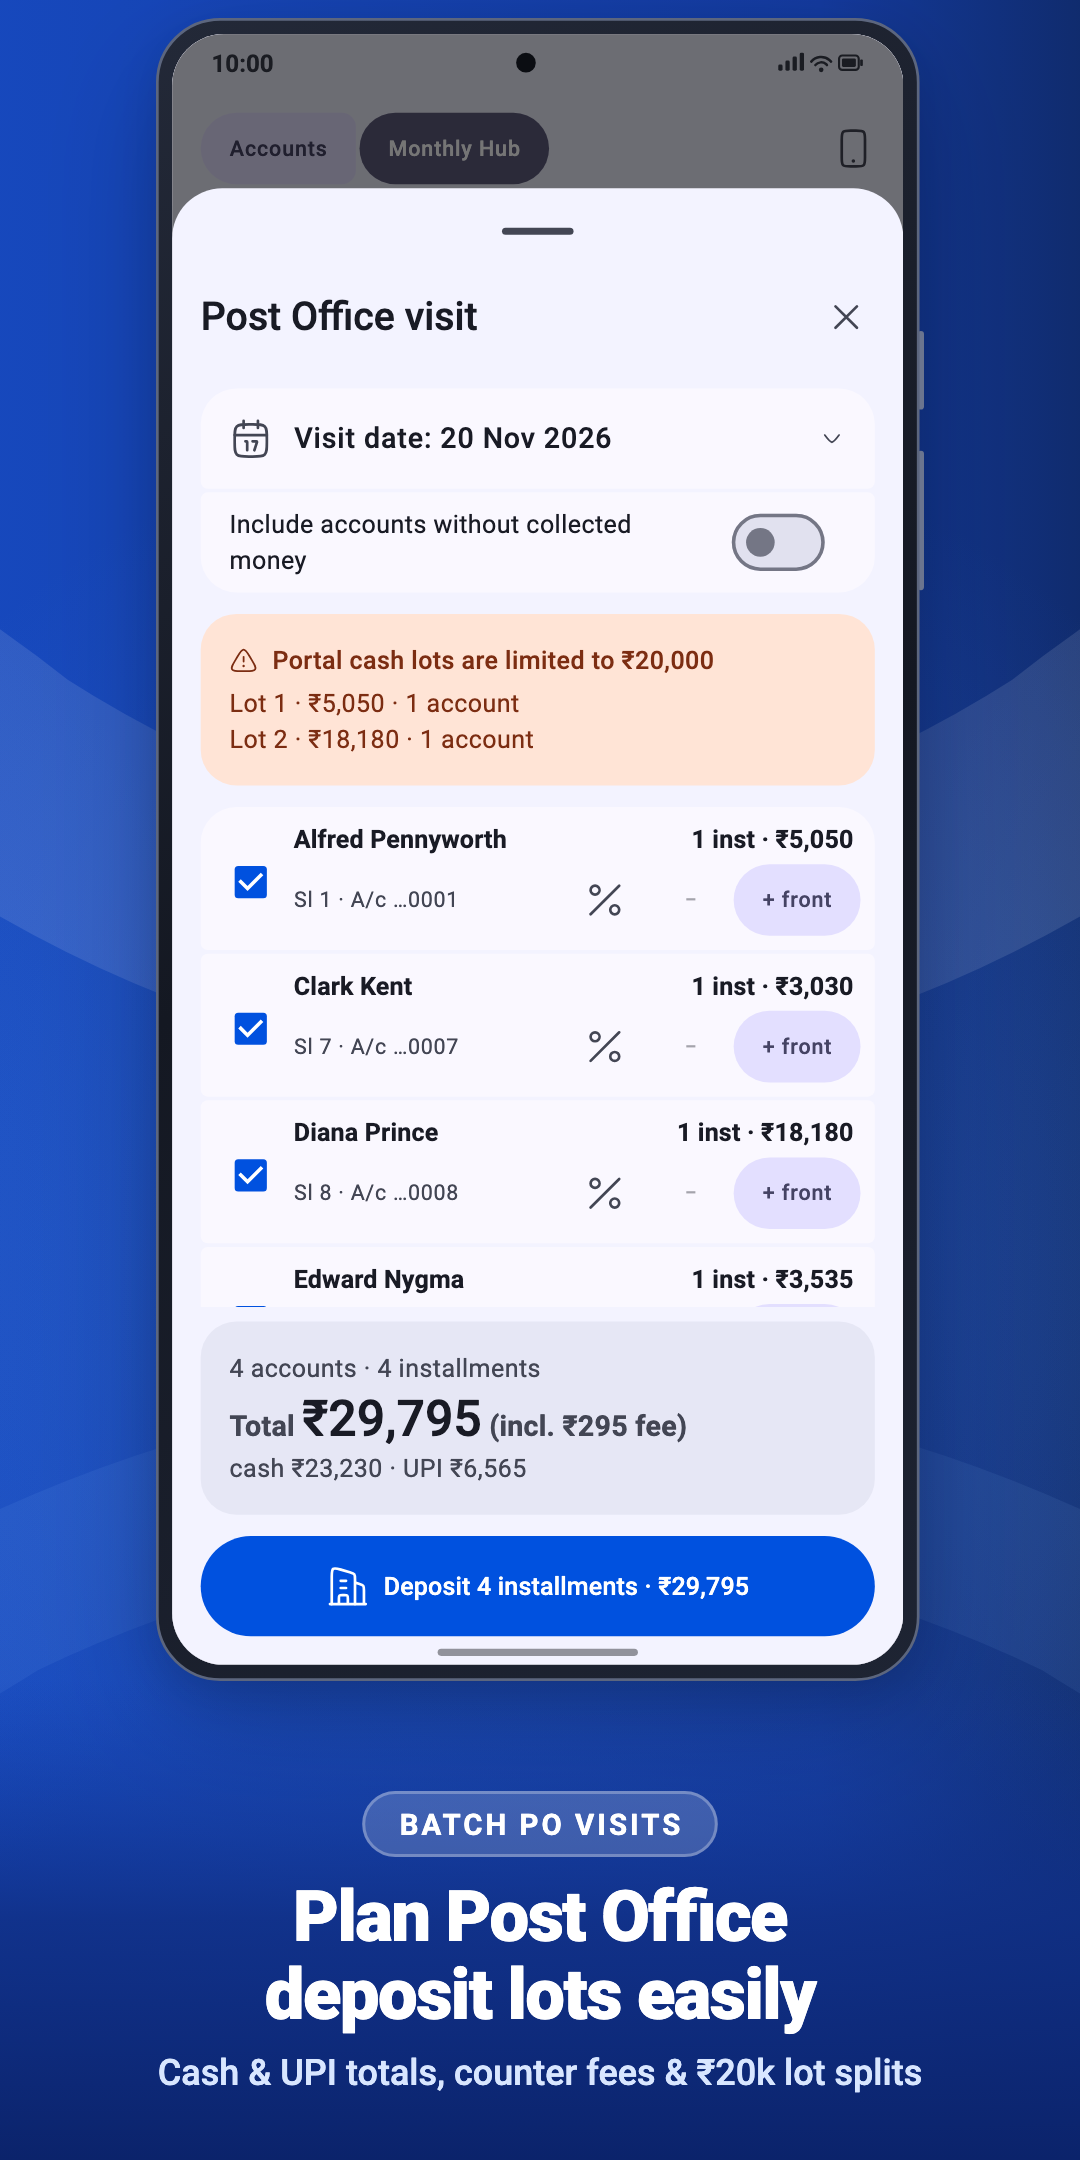 10:00
Accounts
Monthly Hub
Post Office visit
17
Visit date: 20 Nov 2026
Include accounts without collected
money
Portal cash lots are limited to ₹20,000
Lot 1 · ₹5,050 · 1 account
Lot 2 · ₹18,180 · 1 account
Alfred Pennyworth
1 inst · ₹5,050
Sl 1 · A/c …0001
% - + front
Clark Kent
1 inst · ₹3,030
Sl 7 · A/c …0007
% - + front
Diana Prince
1 inst · ₹18,180
Sl 8 · A/c …0008
% - + front
Edward Nygma
1 inst · ₹3,535
4 accounts · 4 installments
Total ₹29,795 (incl. ₹295 fee)
cash ₹23,230 · UPI ₹6,565
Deposit 4 installments · ₹29,795
BATCH PO VISITS
Plan Post Office
deposit lots easily
Cash & UPI totals, counter fees & ₹20k lot splits